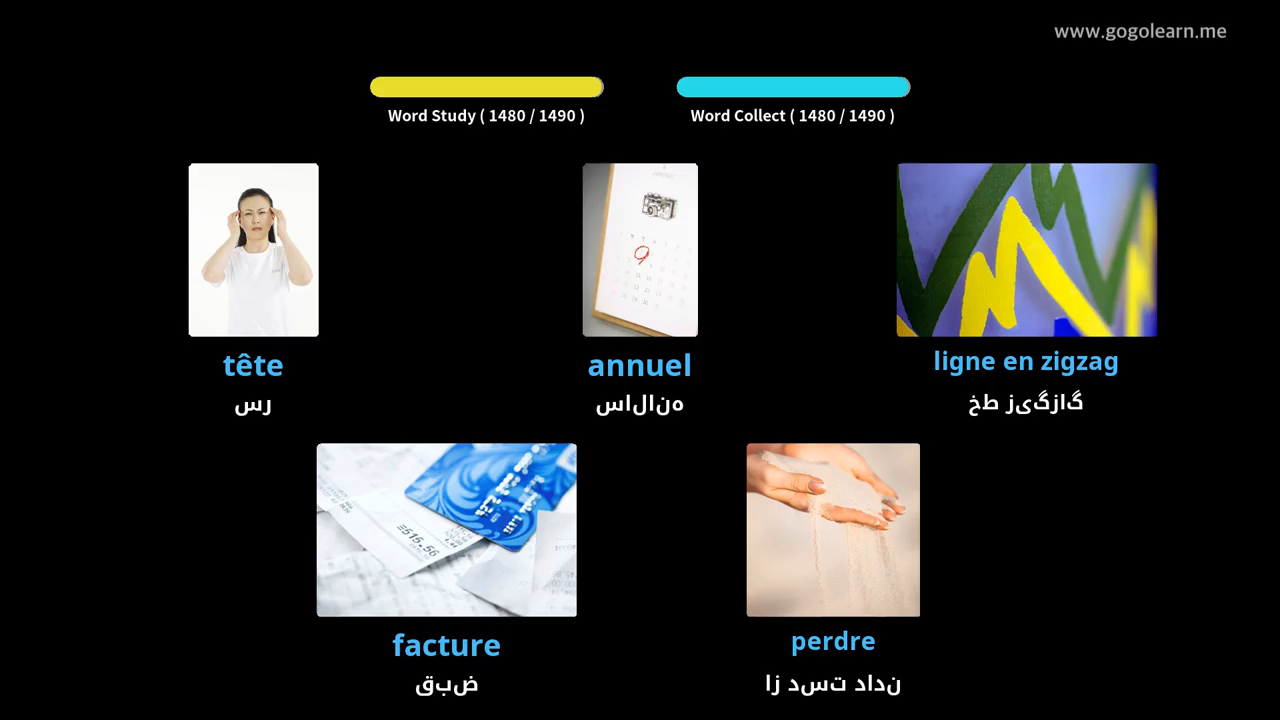 www.gogolearn.me
Word Study ( 1480 / 1490 )
Word Collect ( 1480 / 1490 )
tête
سر
annuel
سالانه
ligne en zigzag
خط زیگزاگ
facture
قبض
perdre
از دست دادن